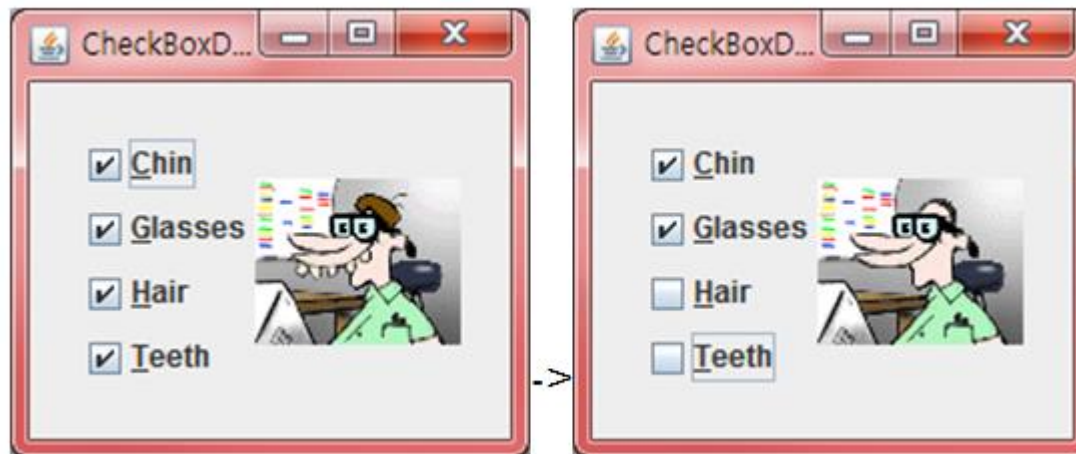 CheckBoxD...
Chin
Glasses
Hair
Teeth
->
CheckBoxD...
Chin
Glasses
Hair
Teeth